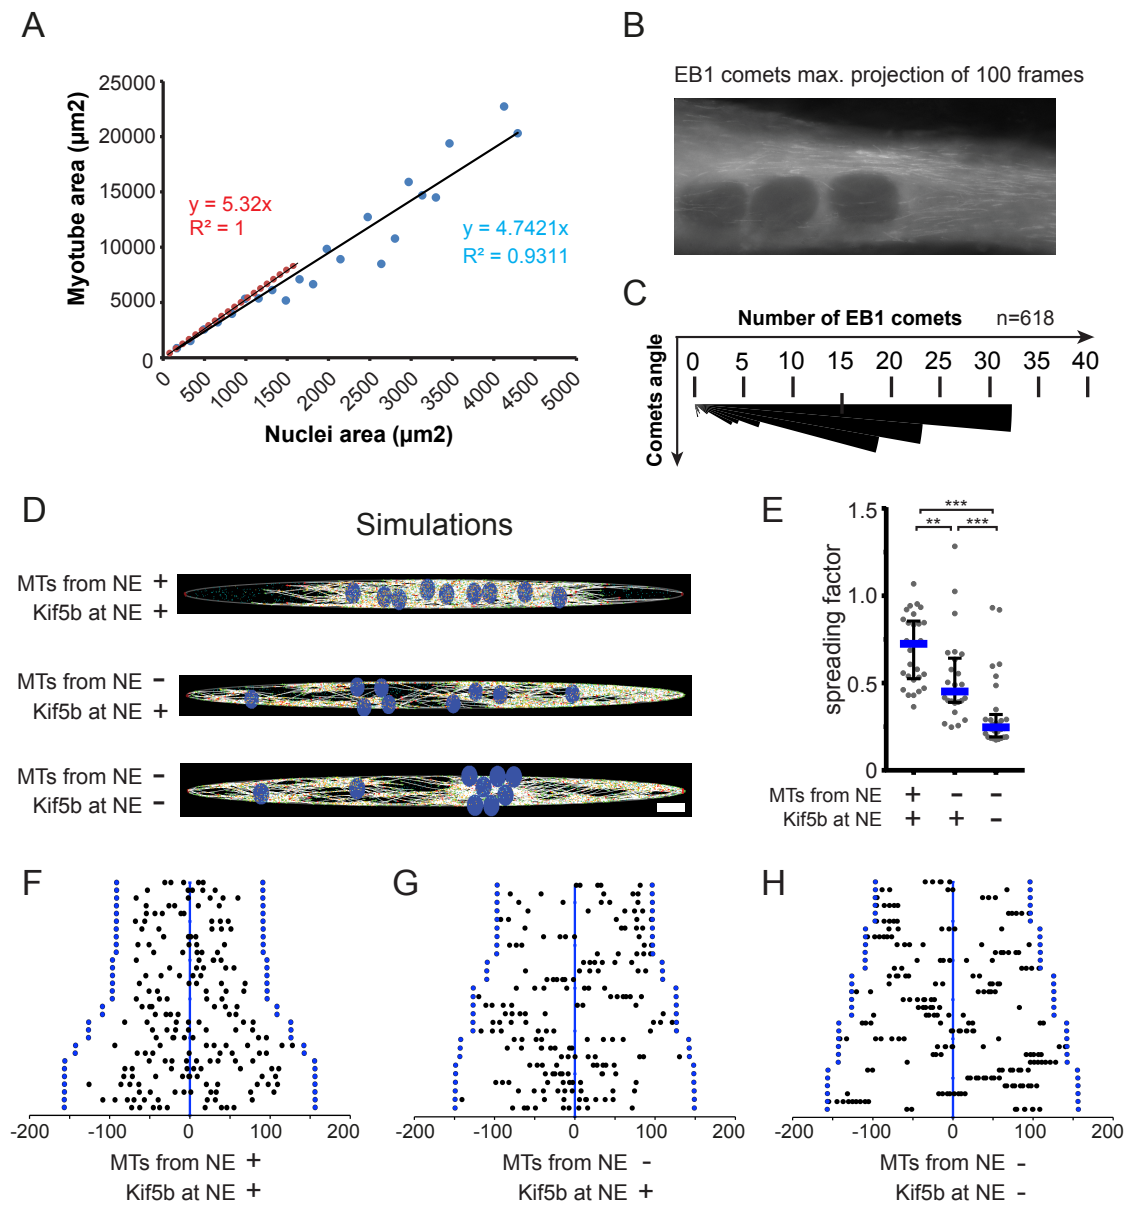 A
Myotube area (µm2)
25000
20000
15000
10000
5000
0
y = 5.32x
R² = 1
y = 4.7421x
R² = 0.9311
0 500 1000 1500 2000 2500 3000 3500 4000 4500 5000
Nuclei area (µm2)
B
EB1 comets max. projection of 100 frames
C
Number of EB1 comets n=618
Comets angle
0 5 10 15 20 25 30 35 40
D
Simulations
MTs from NE +
Kif5b at NE +
MTs from NE -
Kif5b at NE +
MTs from NE -
Kif5b at NE -
E
spreading factor
1.5
1.0
0.5
0
***
** ***
MTs from NE + - -
Kif5b at NE + + -
F
-200 -100 0 100 200
MTs from NE +
Kif5b at NE +
G
-200 -100 0 100 200
MTs from NE -
Kif5b at NE +
H
-200 -100 0 100 200
MTs from NE -
Kif5b at NE -